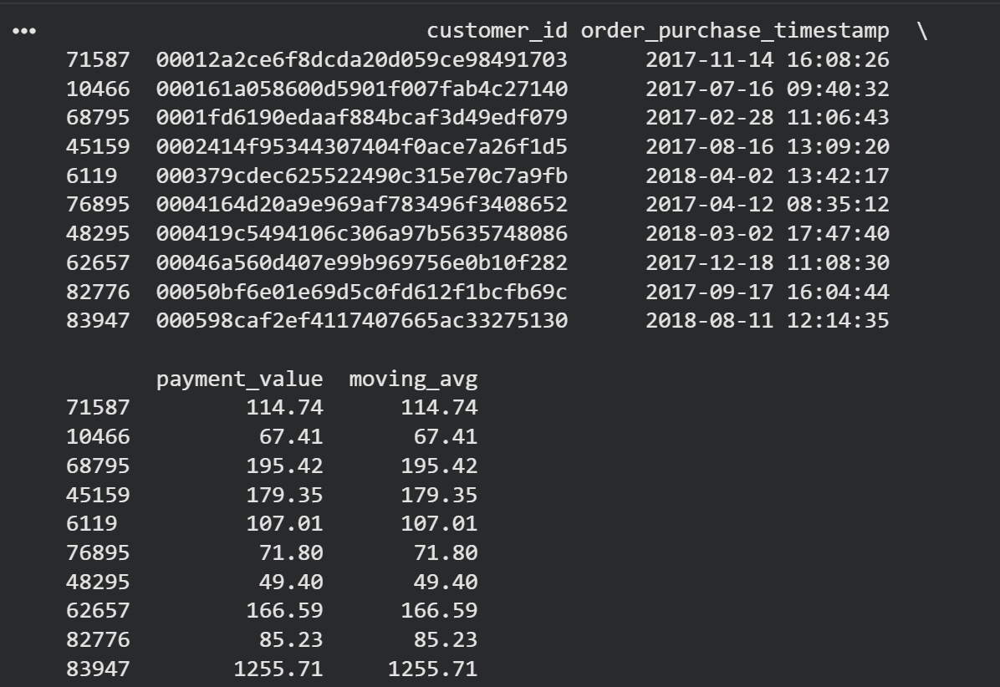 customer_id order_purchase_timestamp \
71587 00012a2ce6f8dcda20d059ce98491703 2017-11-14 16:08:26
10466 000161a058600d5901f007fab4c27140 2017-07-16 09:40:32
68795 0001fd6190edaaf884bcaf3d49edf079 2017-02-28 11:06:43
45159 0002414f95344307404f0ace7a26f1d5 2017-08-16 13:09:20
6119 000379cdec625522490c315e70c7a9fb 2018-04-02 13:42:17
76895 0004164d20a9e969af783496f3408652 2017-04-12 08:35:12
48295 000419c5494106c306a97b5635748086 2018-03-02 17:47:40
62657 00046a560d407e99b969756e0b10f282 2017-12-18 11:08:30
82776 00050bf6e01e69d5c0fd612f1bcfb69c 2017-09-17 16:04:44
83947 000598caf2ef4117407665ac33275130 2018-08-11 12:14:35
payment_value moving_avg
71587 114.74 114.74
10466 67.41 67.41
68795 195.42 195.42
45159 179.35 179.35
6119 107.01 107.01
76895 71.80 71.80
48295 49.40 49.40
62657 166.59 166.59
82776 85.23 85.23
83947 1255.71 1255.71